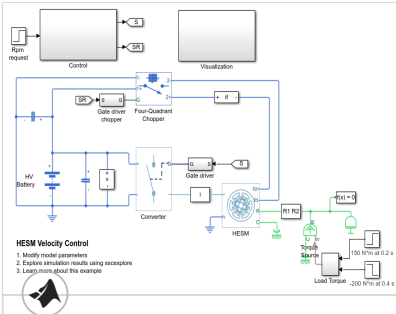 S
Rpm
request
SR
Control
Visualization
SR
S
G
G
Gate driver
chopper
Four-Quadrant
Chopper
+ if -
HV
Battery
+
v
-
G
G
S
S
Gate driver
i
Converter
HESM
R
C
R1 R2
f(x) = 0
Torque
Source
S
Load Torque
150 N*m at 0.2 s
-200 N*m at 0.4 s
HESM Velocity Control
1. Modify model parameters
2. Explore simulation results using sscexplore
3. Learn more about this example